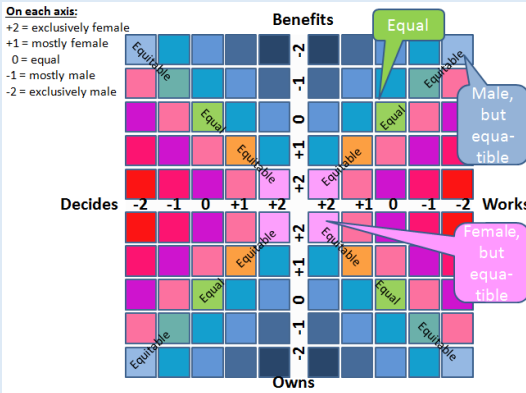 On each axis:
+2 = exclusively female
+1 = mostly female
0 = equal
-1 = mostly male
-2 = exclusively male
Benefits
Equal
Male,
but
equa-
tible
Equitable
Equitable
-2
-1
0
+1
+2
Equal
Equal
Equitable
Equitable
Decides
-2
-1
0
+1
+2
+2
+1
0
-1
-2
Works
Female,
but
equa-
tible
+2
+1
0
-1
-2
Equitable
Equitable
Equal
Equal
Equitable
Equitable
Owns